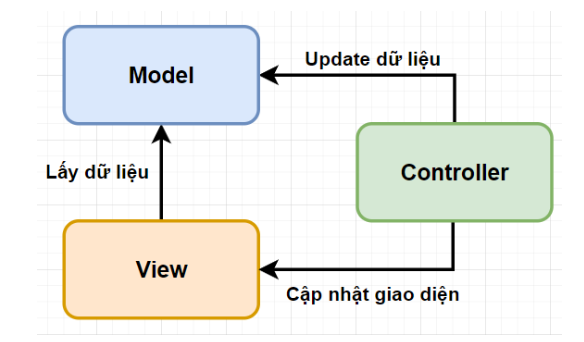 Model
Update dữ liệu
Lấy dữ liệu
Controller
View
Cập nhật giao diện